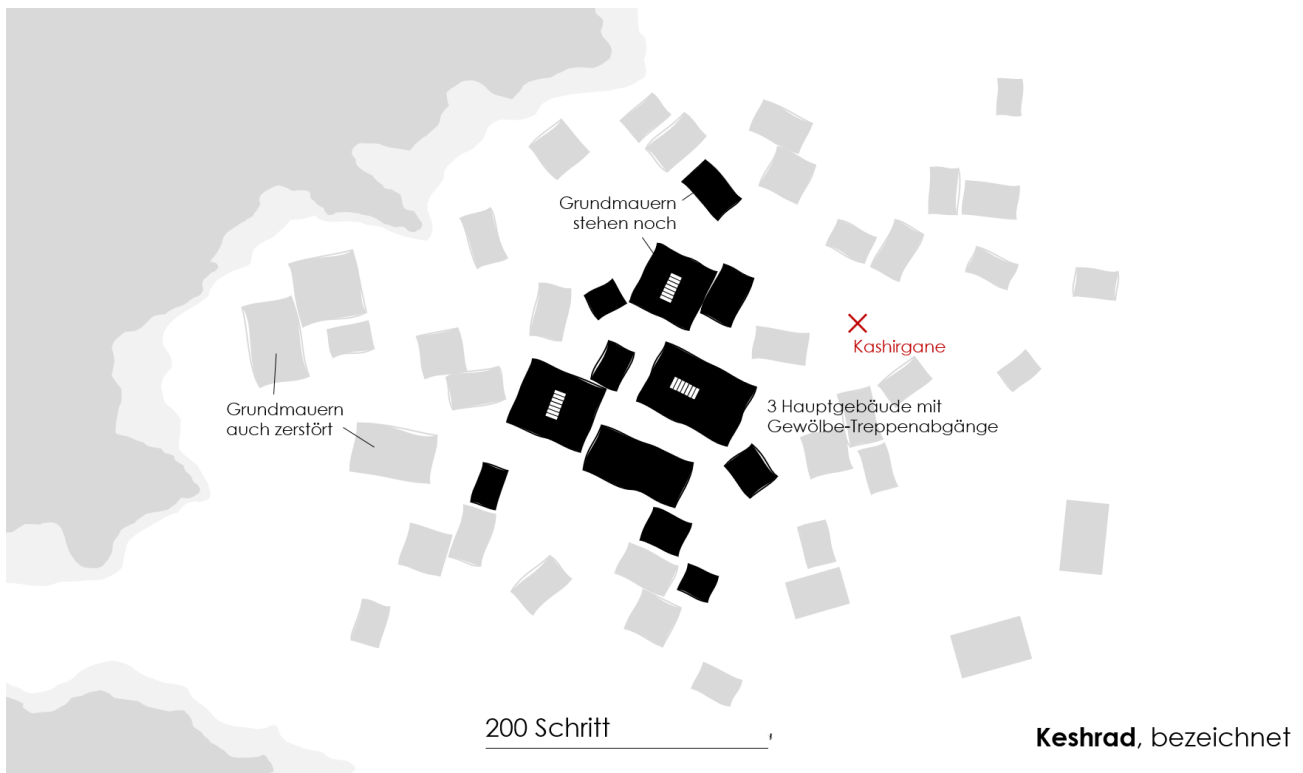 Grundmauern
stehen noch
Kashirgane
Grundmauern
auch zerstört
3 Hauptgebäude mit
Gewölbe-Treppenabgänge
200 Schritt
Keshrad, bezeichnet